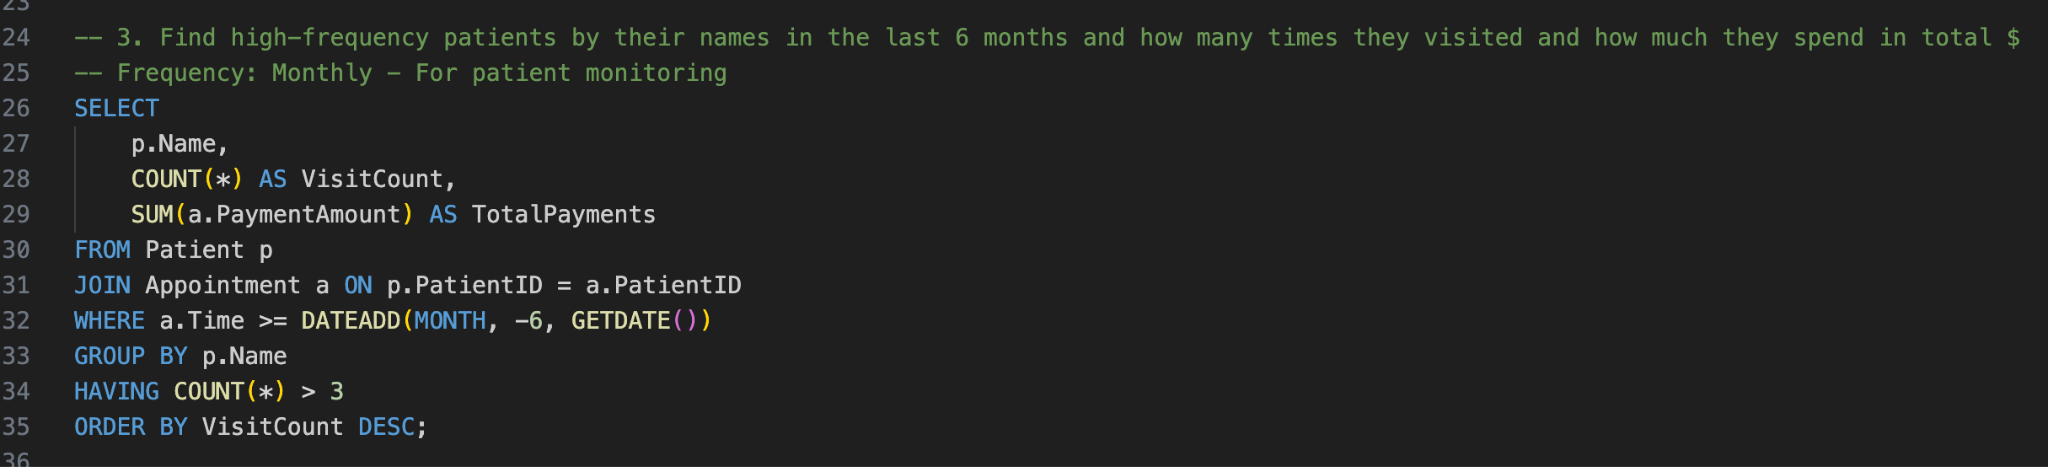 23
24 -- 3. Find high-frequency patients by their names in the last 6 months and how many times they visited and how much they spend in total $
25 -- Frequency: Monthly - For patient monitoring
26 SELECT
27     p.Name,
28     COUNT(*) AS VisitCount,
29     SUM(a.PaymentAmount) AS TotalPayments
30 FROM Patient p
31 JOIN Appointment a ON p.PatientID = a.PatientID
32 WHERE a.Time >= DATEADD(MONTH, -6, GETDATE())
33 GROUP BY p.Name
34 HAVING COUNT(*) > 3
35 ORDER BY VisitCount DESC;
36